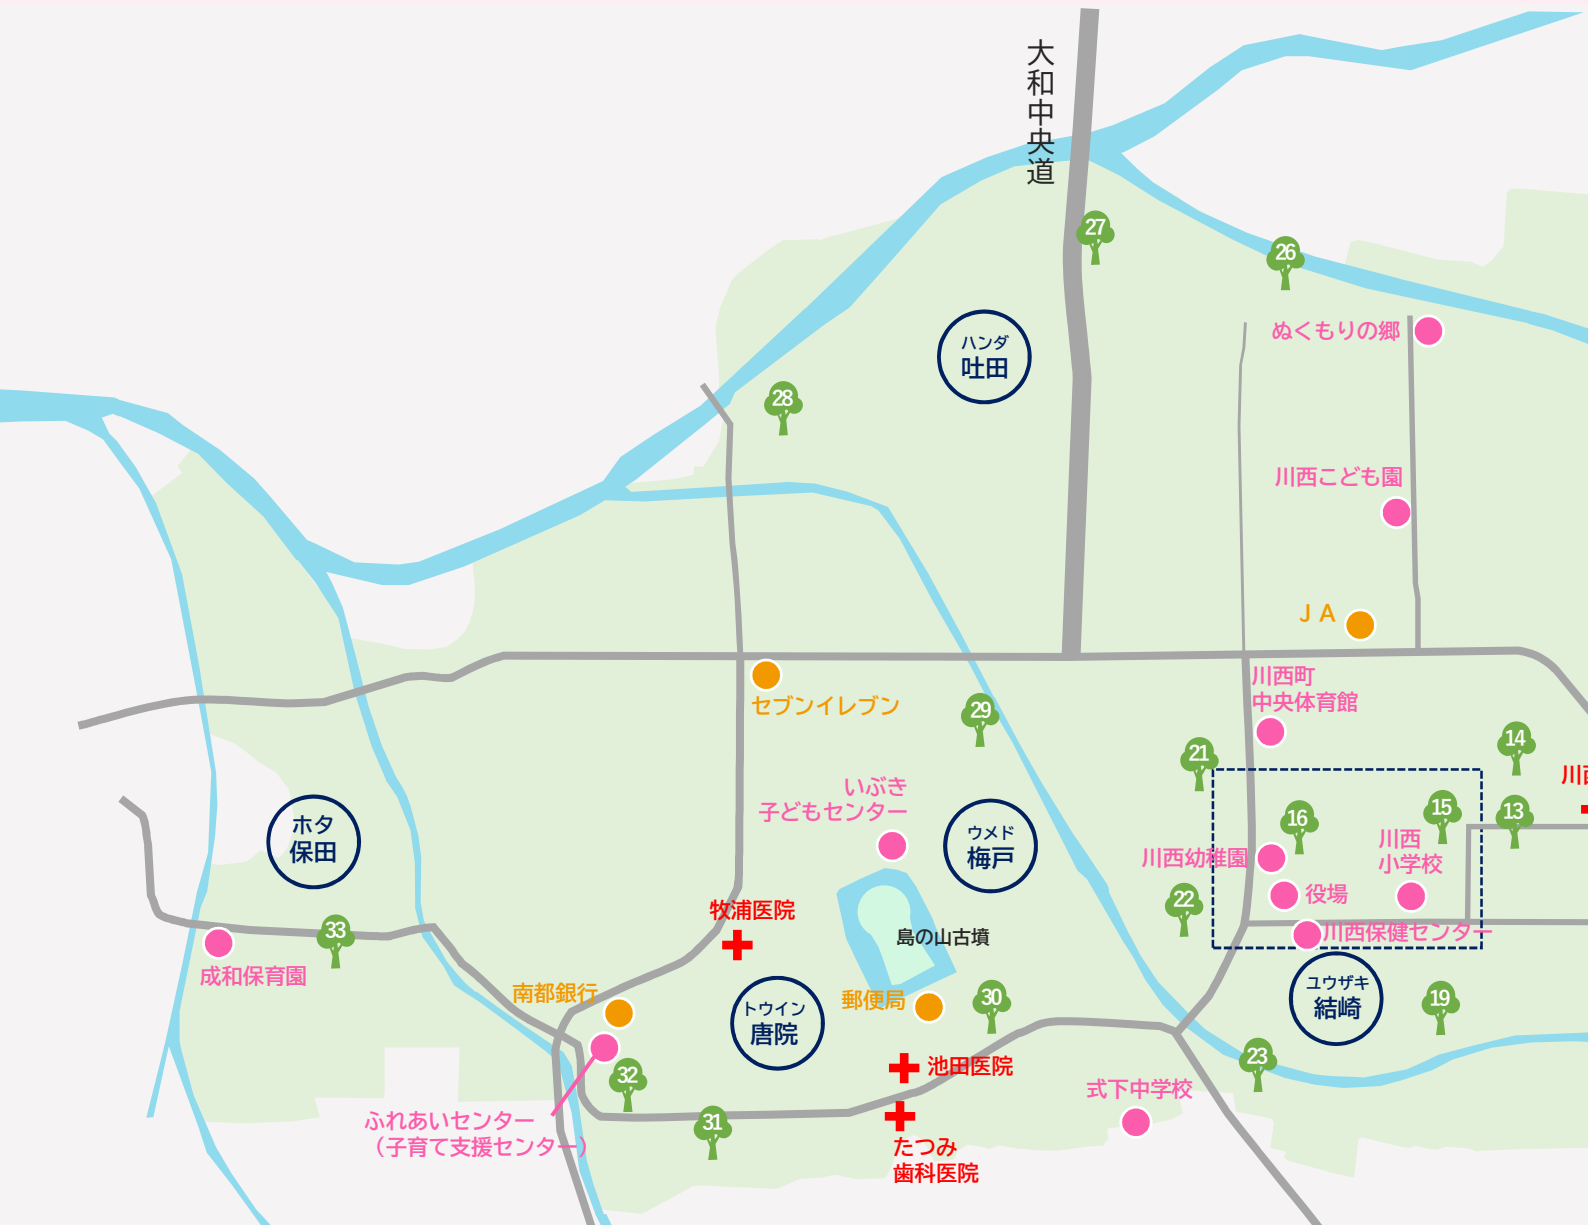 大和中央道
27
26
ぬくもりの郷
ハンダ
吐田
28
川西こども園
ＪＡ
セブンイレブン
29
川西町
中央体育館
21
14
川西
いぶき
子どもセンター
ホタ
保田
ウメド
梅戸
16
15
13
川西幼稚園
川西
小学校
22
役場
牧浦医院
33
島の山古墳
川西保健センター
成和保育園
南都銀行
トウイン
唐院
郵便局
30
ユウザキ
結崎
19
32
池田医院
23
式下中学校
ふれあいセンター
（子育て支援センター）
31
たつみ
歯科医院